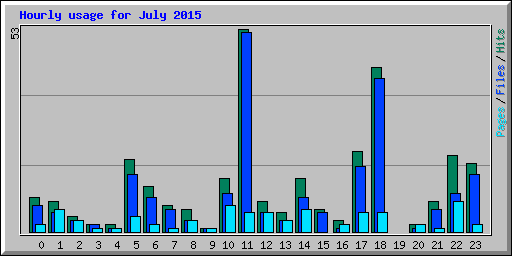 Hourly usage for July 2015
53
Pages/Files/Hits
0 1 2 3 4 5 6 7 8 9 10 11 12 13 14 15 16 17 18 19 20 21 22 23